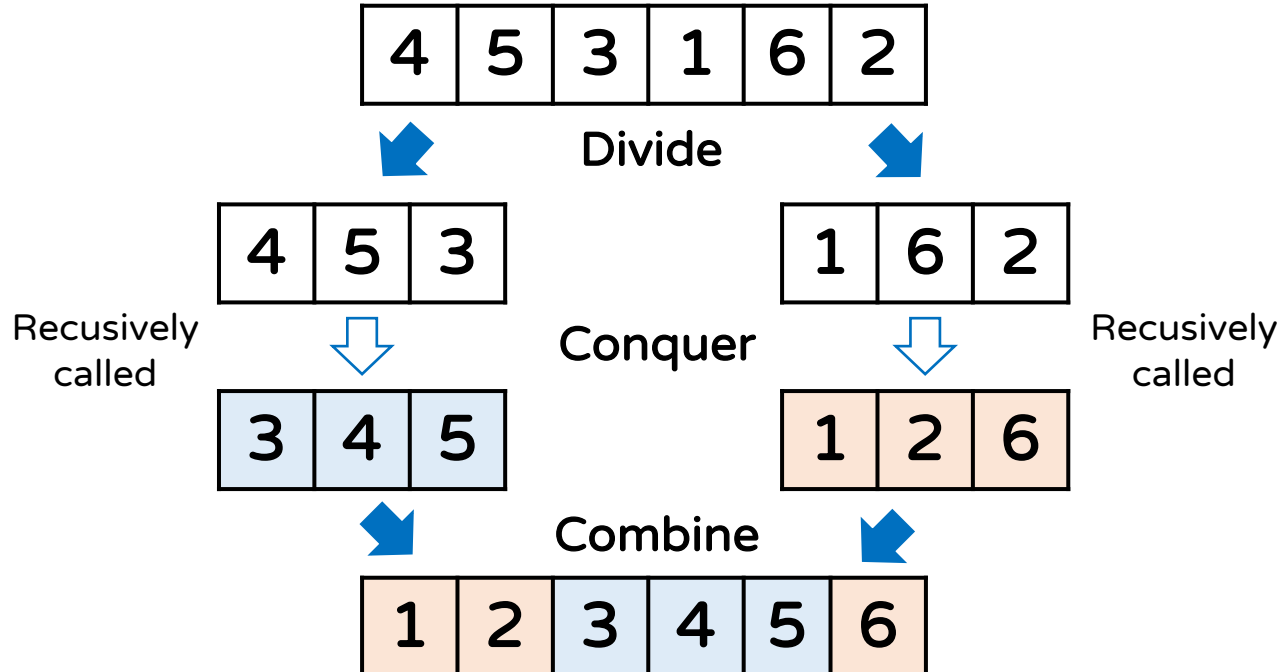 4 5 3 1 6 2
Divide
4 5 3
1 6 2
Recusively
called
Conquer
Recusively
called
3 4 5
1 2 6
Combine
1 2 3 4 5 6